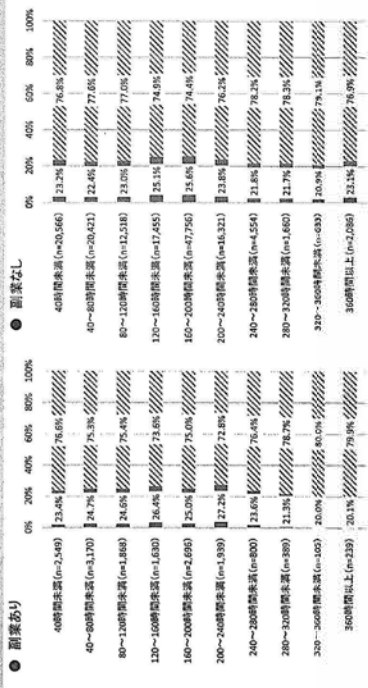 ● 副業あり
0% 20% 40% 60% 80% 100%
40時間未満(n=2,549) 23.4% 76.6%
40～80時間未満(n=3,170) 24.7% 75.3%
80～120時間未満(n=1,868) 24.6% 75.4%
120～160時間未満(n=1,630) 26.4% 73.6%
160～200時間未満(n=2,696) 25.0% 75.0%
200～240時間未満(n=1,939) 27.2% 72.8%
240～280時間未満(n=800) 23.6% 76.4%
280～320時間未満(n=389) 21.3% 78.7%
320～360時間未満(n=105) 20.0% 80.0%
360時間以上(n=239) 20.1% 79.9%
● 副業なし
0% 20% 40% 60% 80% 100%
40時間未満(n=20,566) 23.2% 76.8%
40～80時間未満(n=20,421) 22.4% 77.6%
80～120時間未満(n=12,518) 23.0% 77.0%
120～160時間未満(n=17,455) 25.1% 74.9%
160～200時間未満(n=47,756) 25.6% 74.4%
200～240時間未満(n=16,321) 23.8% 76.2%
240～280時間未満(n=4,554) 21.8% 78.2%
280～320時間未満(n=1,660) 21.7% 78.3%
320～360時間未満 20.9% 79.1%
360時間以上(n=2,086) 23.1% 76.9%